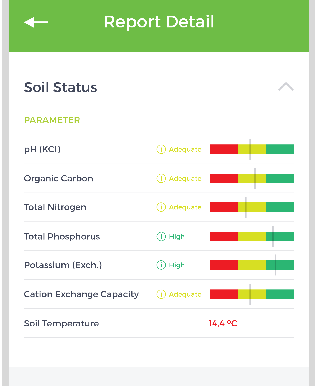 Report Detail
Soil Status
PARAMETER
pH (KCl) Adequate
Organic Carbon Adequate
Total Nitrogen Adequate
Total Phosphorus High
Potassium (Exch.) High
Cation Exchange Capacity Adequate
Soil Temperature 14,4 ºC